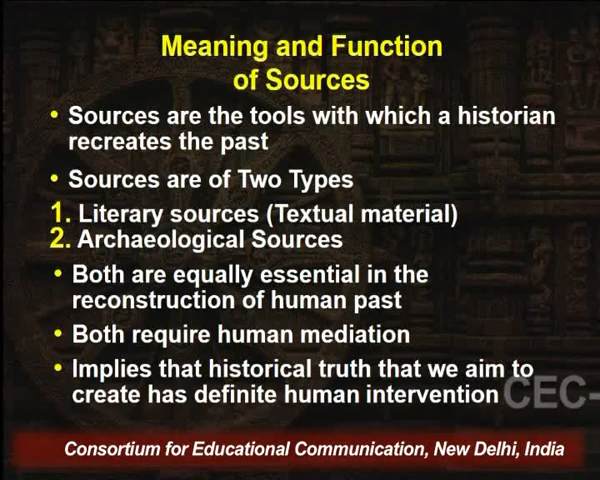 Meaning and Function
of Sources
• Sources are the tools with which a historian
recreates the past
• Sources are of Two Types
1. Literary sources (Textual material)
2. Archaeological Sources
• Both are equally essential in the
reconstruction of human past
• Both require human mediation
• Implies that historical truth that we aim to
create has definite human intervention
CEC-
Consortium for Educational Communication, New Delhi, India